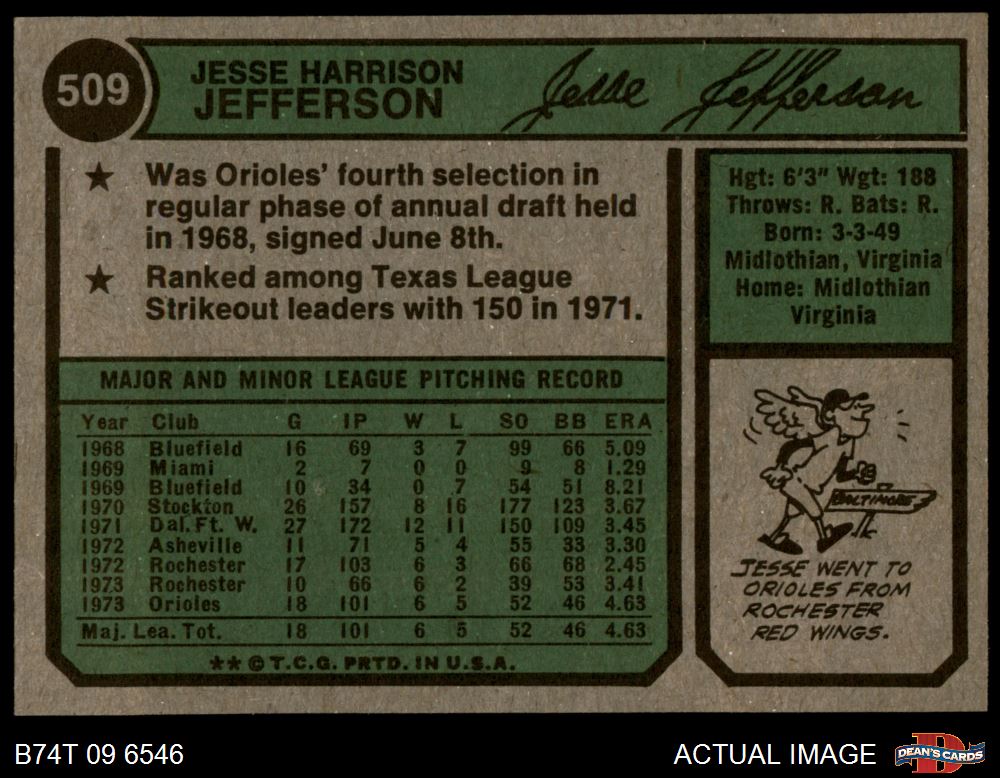 509
JESSE HARRISON
JEFFERSON
Jesse Jefferson
★ Was Orioles' fourth selection in
regular phase of annual draft held
in 1968, signed June 8th.
★ Ranked among Texas League
Strikeout leaders with 150 in 1971.
Hgt: 6'3" Wgt: 188
Throws: R. Bats: R.
Born: 3-3-49
Midlothian, Virginia
Home: Midlothian
Virginia
MAJOR AND MINOR LEAGUE PITCHING RECORD
Year Club G IP W L SO BB ERA
1968 Bluefield 16 69 3 7 99 66 5.09
1969 Miami 2 7 0 0 9 8 1.29
1969 Bluefield 10 34 0 7 54 51 8.21
1970 Stockton 26 157 8 16 177 123 3.67
1971 Dal. Ft. W. 27 172 12 11 150 109 3.45
1972 Asheville 11 71 5 4 55 33 3.30
1972 Rochester 17 103 6 3 66 68 2.45
1973 Rochester 10 66 6 2 39 53 3.41
1973 Orioles 18 101 6 5 52 46 4.63
Maj. Lea. Tot. 18 101 6 5 52 46 4.63
★★ © T.C.G. PRTD. IN U.S.A.
BALTIMORE
JESSE WENT TO
ORIOLES FROM
ROCHESTER
RED WINGS.
B74T 09 6546
ACTUAL IMAGE
D
DEAN'S CARDS